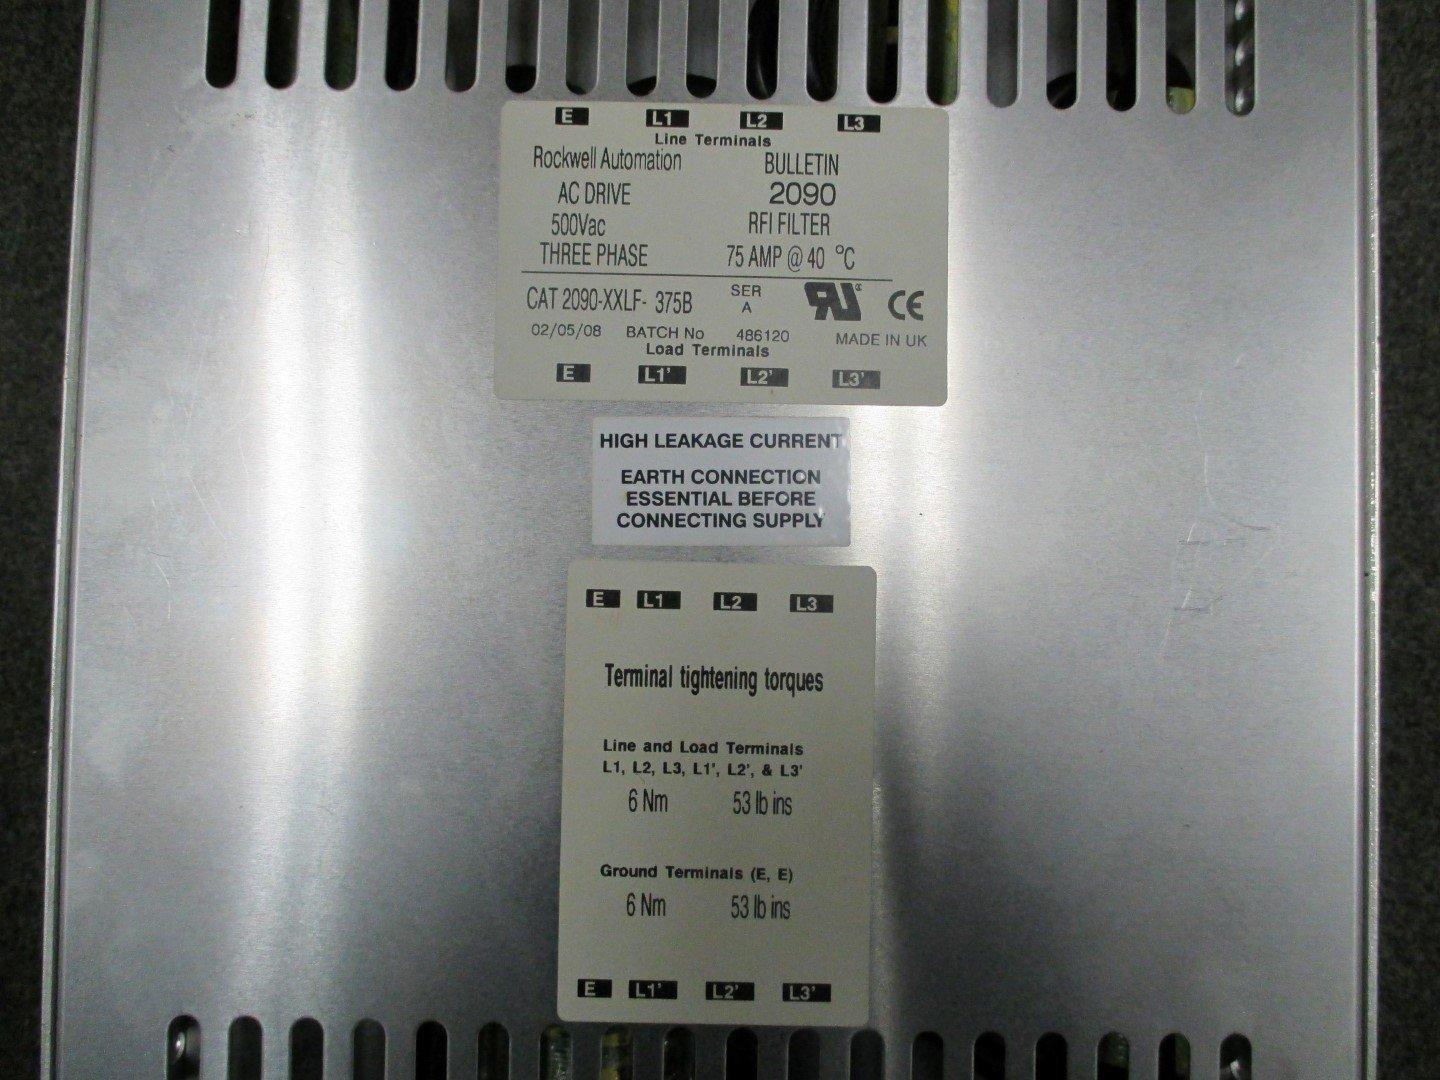 E L1 L2 L3
Line Terminals
Rockwell Automation BULLETIN
AC DRIVE 2090
500Vac RFI FILTER
THREE PHASE 75 AMP @ 40 °C
CAT 2090-XXLF- 375B SER A
02/05/08 BATCH No 486120 MADE IN UK
Load Terminals
E L1' L2' L3'
HIGH LEAKAGE CURRENT
EARTH CONNECTION
ESSENTIAL BEFORE
CONNECTING SUPPLY
E L1 L2 L3
Terminal tightening torques
Line and Load Terminals
L1, L2, L3, L1', L2', & L3'
6 Nm 53 lb ins
Ground Terminals (E, E)
6 Nm 53 lb ins
E L1' L2' L3'